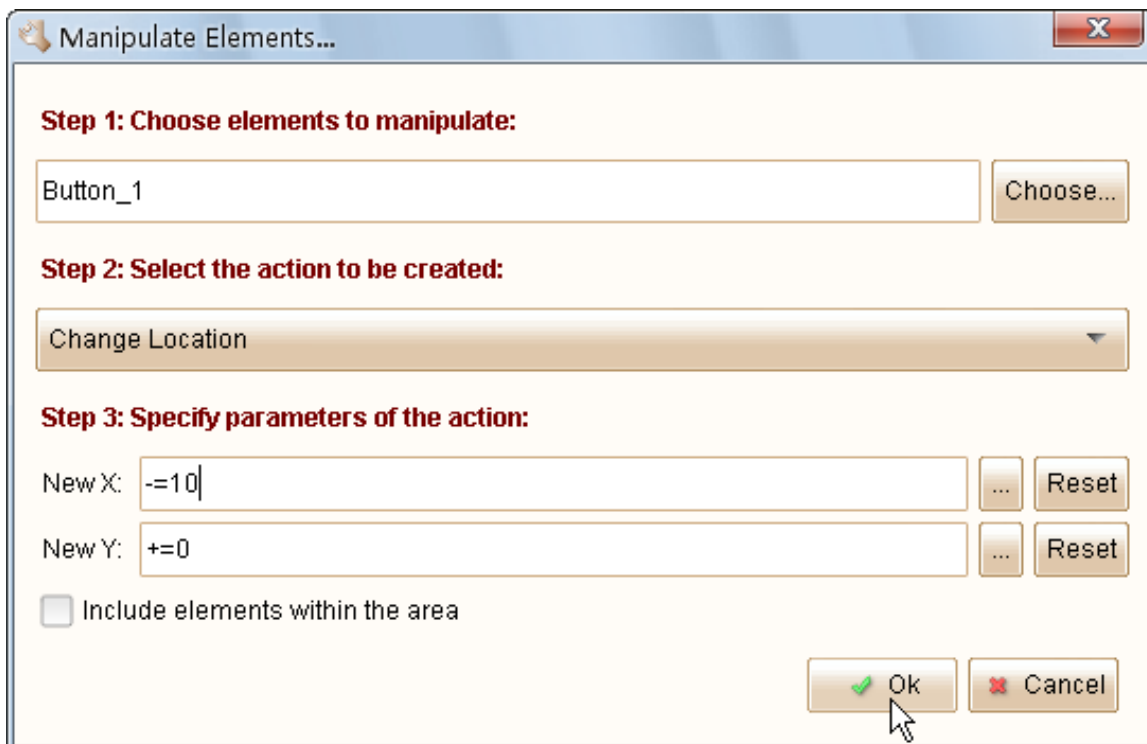 Manipulate Elements...
Step 1: Choose elements to manipulate:
Button_1 Choose...
Step 2: Select the action to be created:
Change Location
Step 3: Specify parameters of the action:
New X: -=10 ... Reset
New Y: +=0 ... Reset
Include elements within the area
Ok Cancel